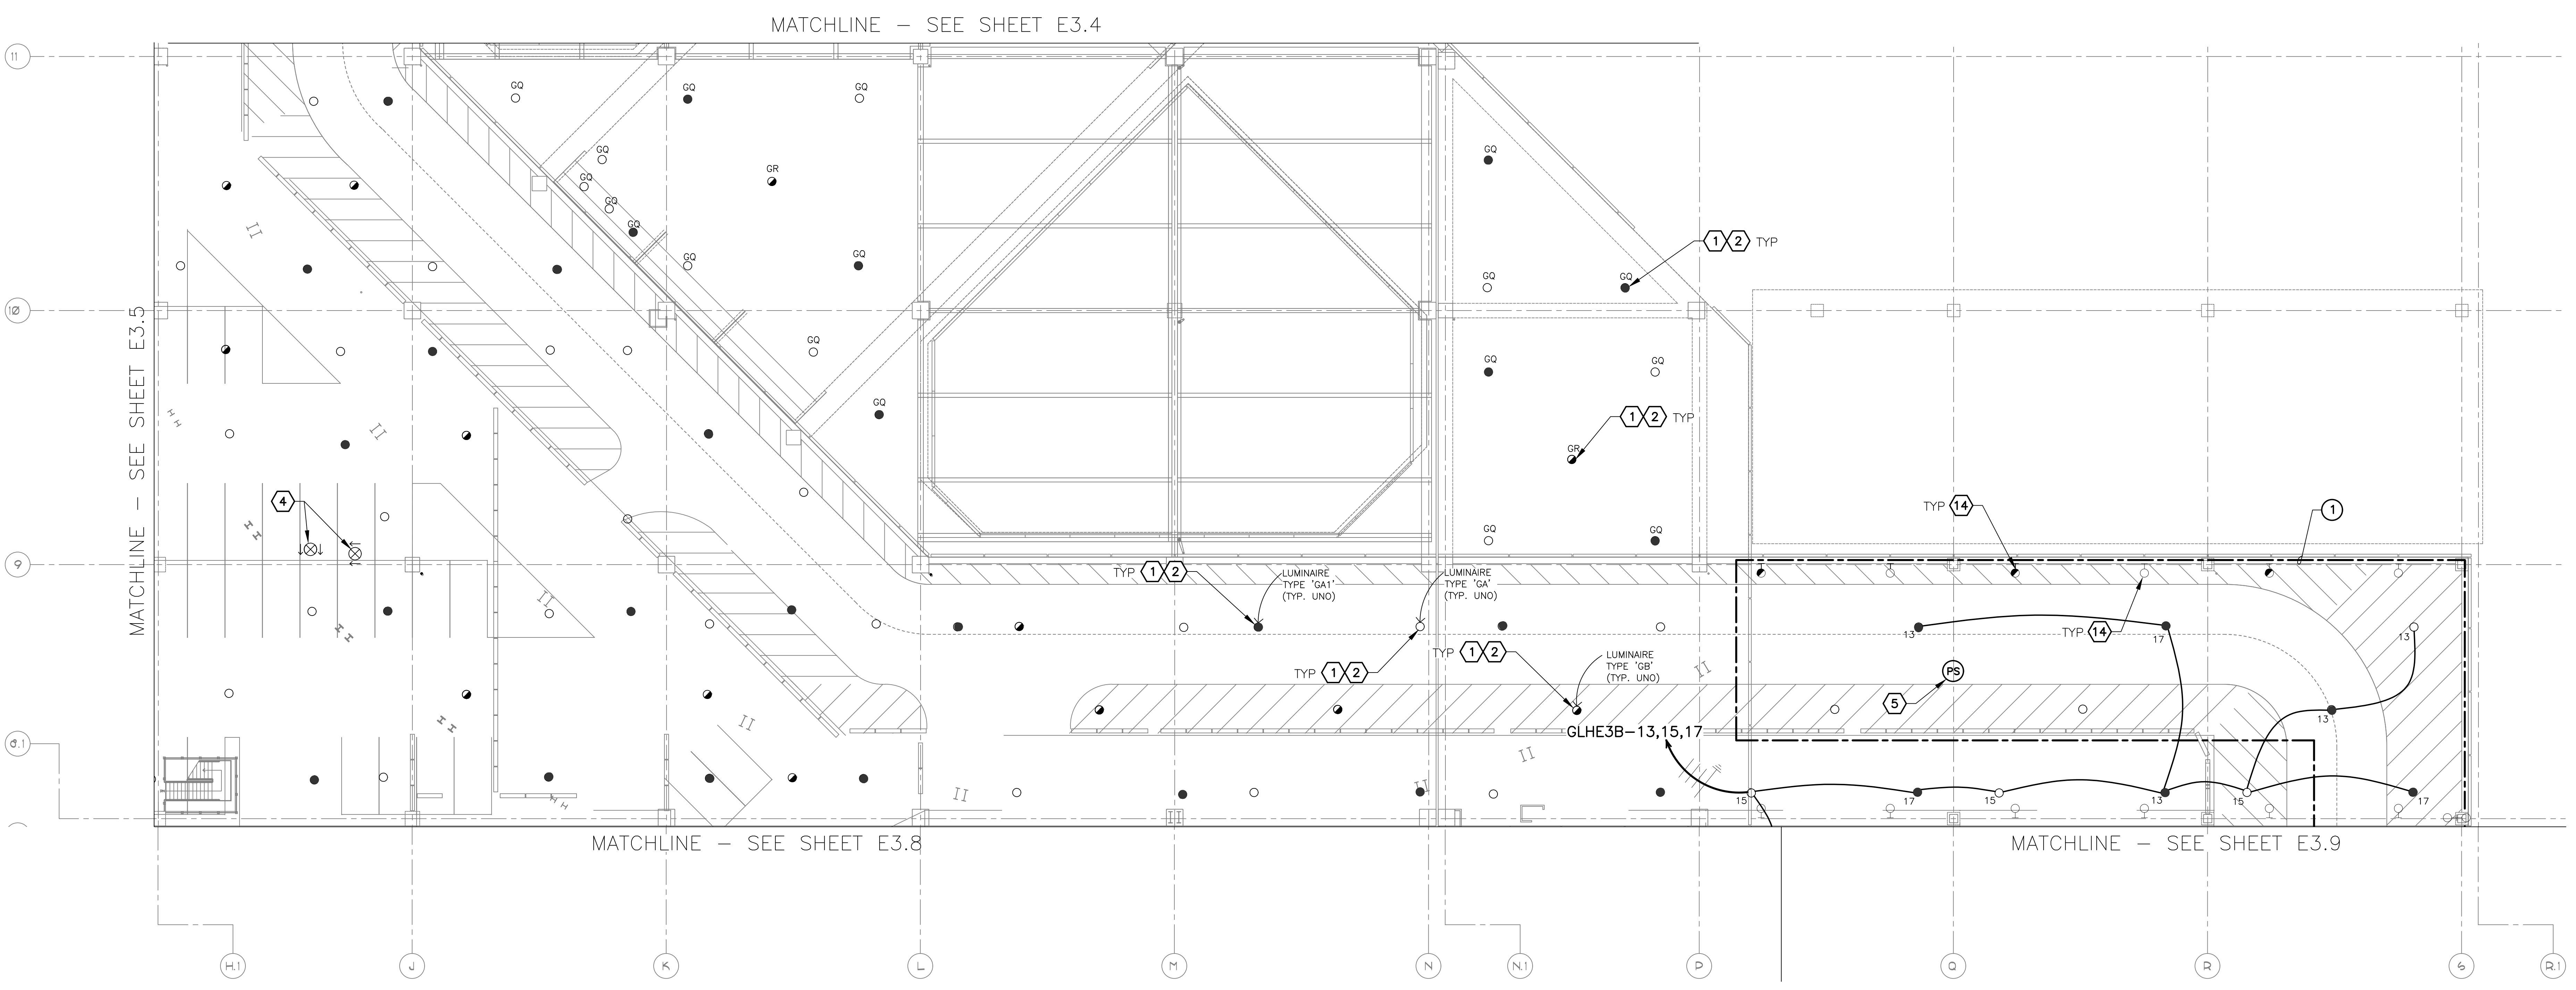 MATCHLINE - SEE SHEET E3.4
11
GQ
GQ
GQ
GQ
GQ
GR
GQ
GQ
GQ
GQ
GQ
1 2 TYP
GQ
GQ
GQ
10
MATCHLINE - SEE SHEET E3.5
GQ
GQ
GQ
GQ
1 2 TYP
GR
4
TYP 14
1
GQ
GQ
9
TYP 1 2
LUMINAIRE
TYPE 'GA1'
(TYP. UNO)
LUMINAIRE
TYPE 'GA'
(TYP. UNO)
13
17
TYP 14
13
TYP 1 2
TYP 1 2
LUMINAIRE
TYPE 'GB'
(TYP. UNO)
PS
5
13
GLHE3B-13,15,17
8.1
15
17
15
13
15
17
MATCHLINE - SEE SHEET E3.8
MATCHLINE - SEE SHEET E3.9
H.1
J
K
L
M
N
N.1
P
Q
R
6
R.1